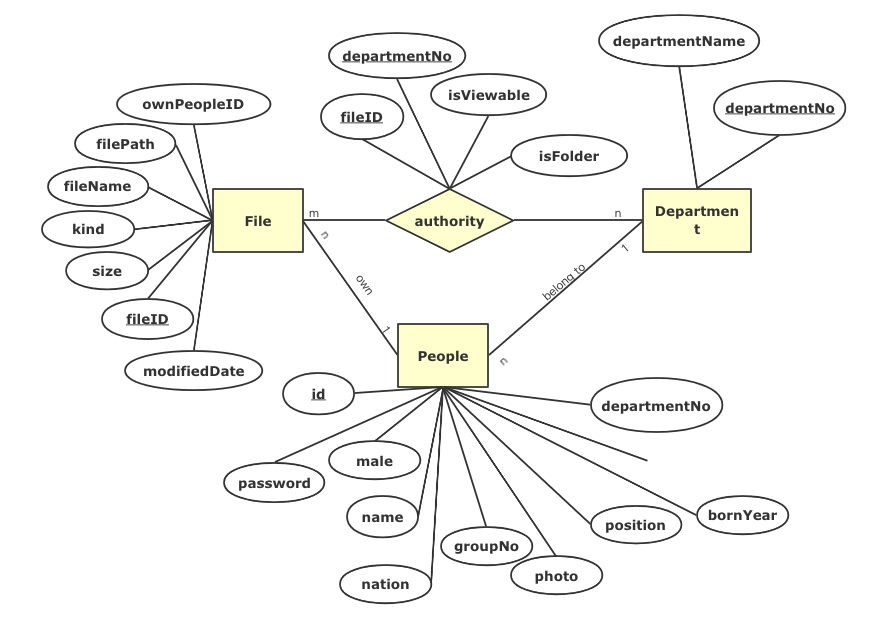 departmentName
departmentNo
isViewable
ownPeopleID
departmentNo
fileID
filePath
isFolder
fileName
File
m
authority
n
Departmen
t
kind
n
1
size
own
belong to
fileID
1
People
n
modifiedDate
id
departmentNo
male
password
name
position
bornYear
groupNo
photo
nation